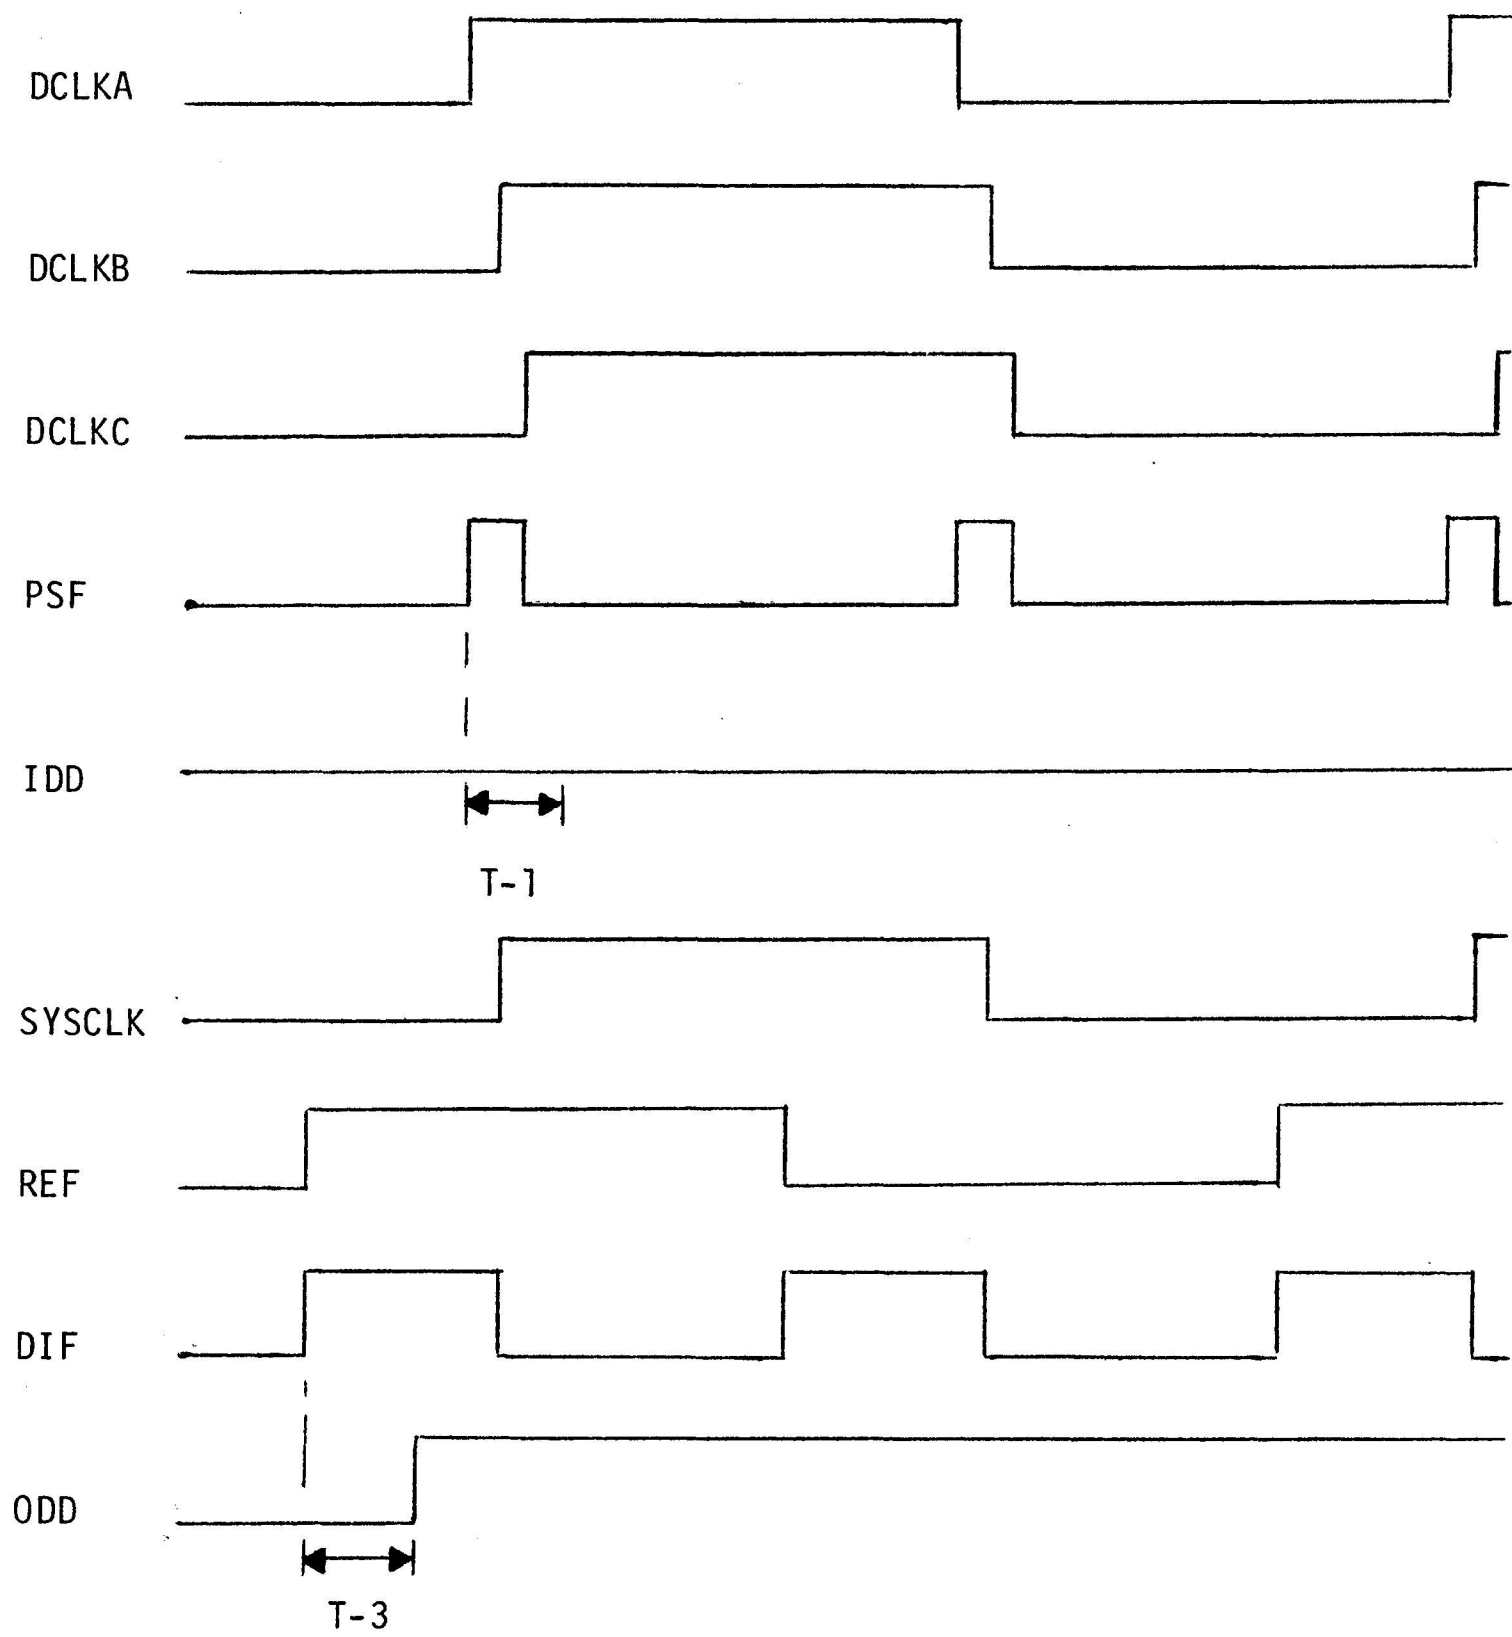 DCLKA
DCLKB
DCLKC
PSF
IDD
T-1
SYSCLK
REF
DIF
ODD
T-3